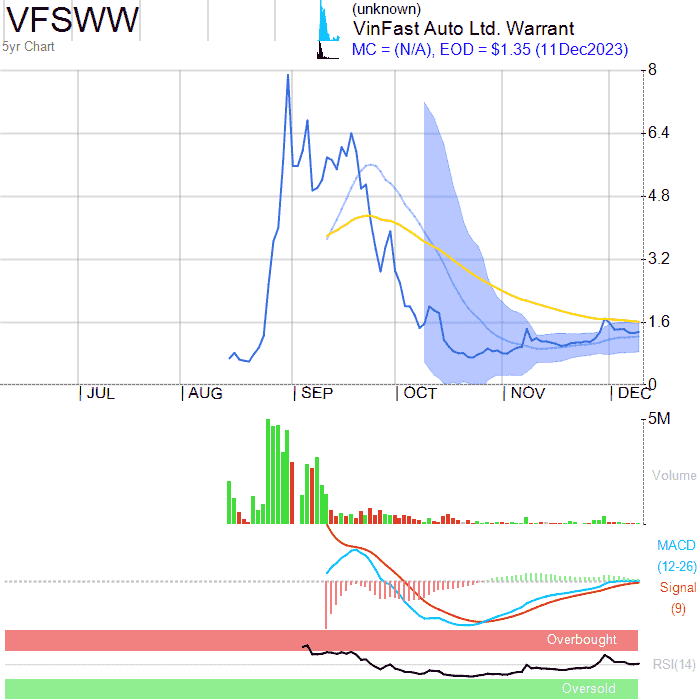 VFSWW
5yr Chart
(unknown)
VinFast Auto Ltd. Warrant
MC = (N/A), EOD = $1.35 (11Dec2023)
8
6.4
4.8
3.2
1.6
0
JUL
AUG
SEP
OCT
NOV
DEC
5M
Volume
MACD
(12-26)
Signal
(9)
Overbought
RSI(14)
Oversold